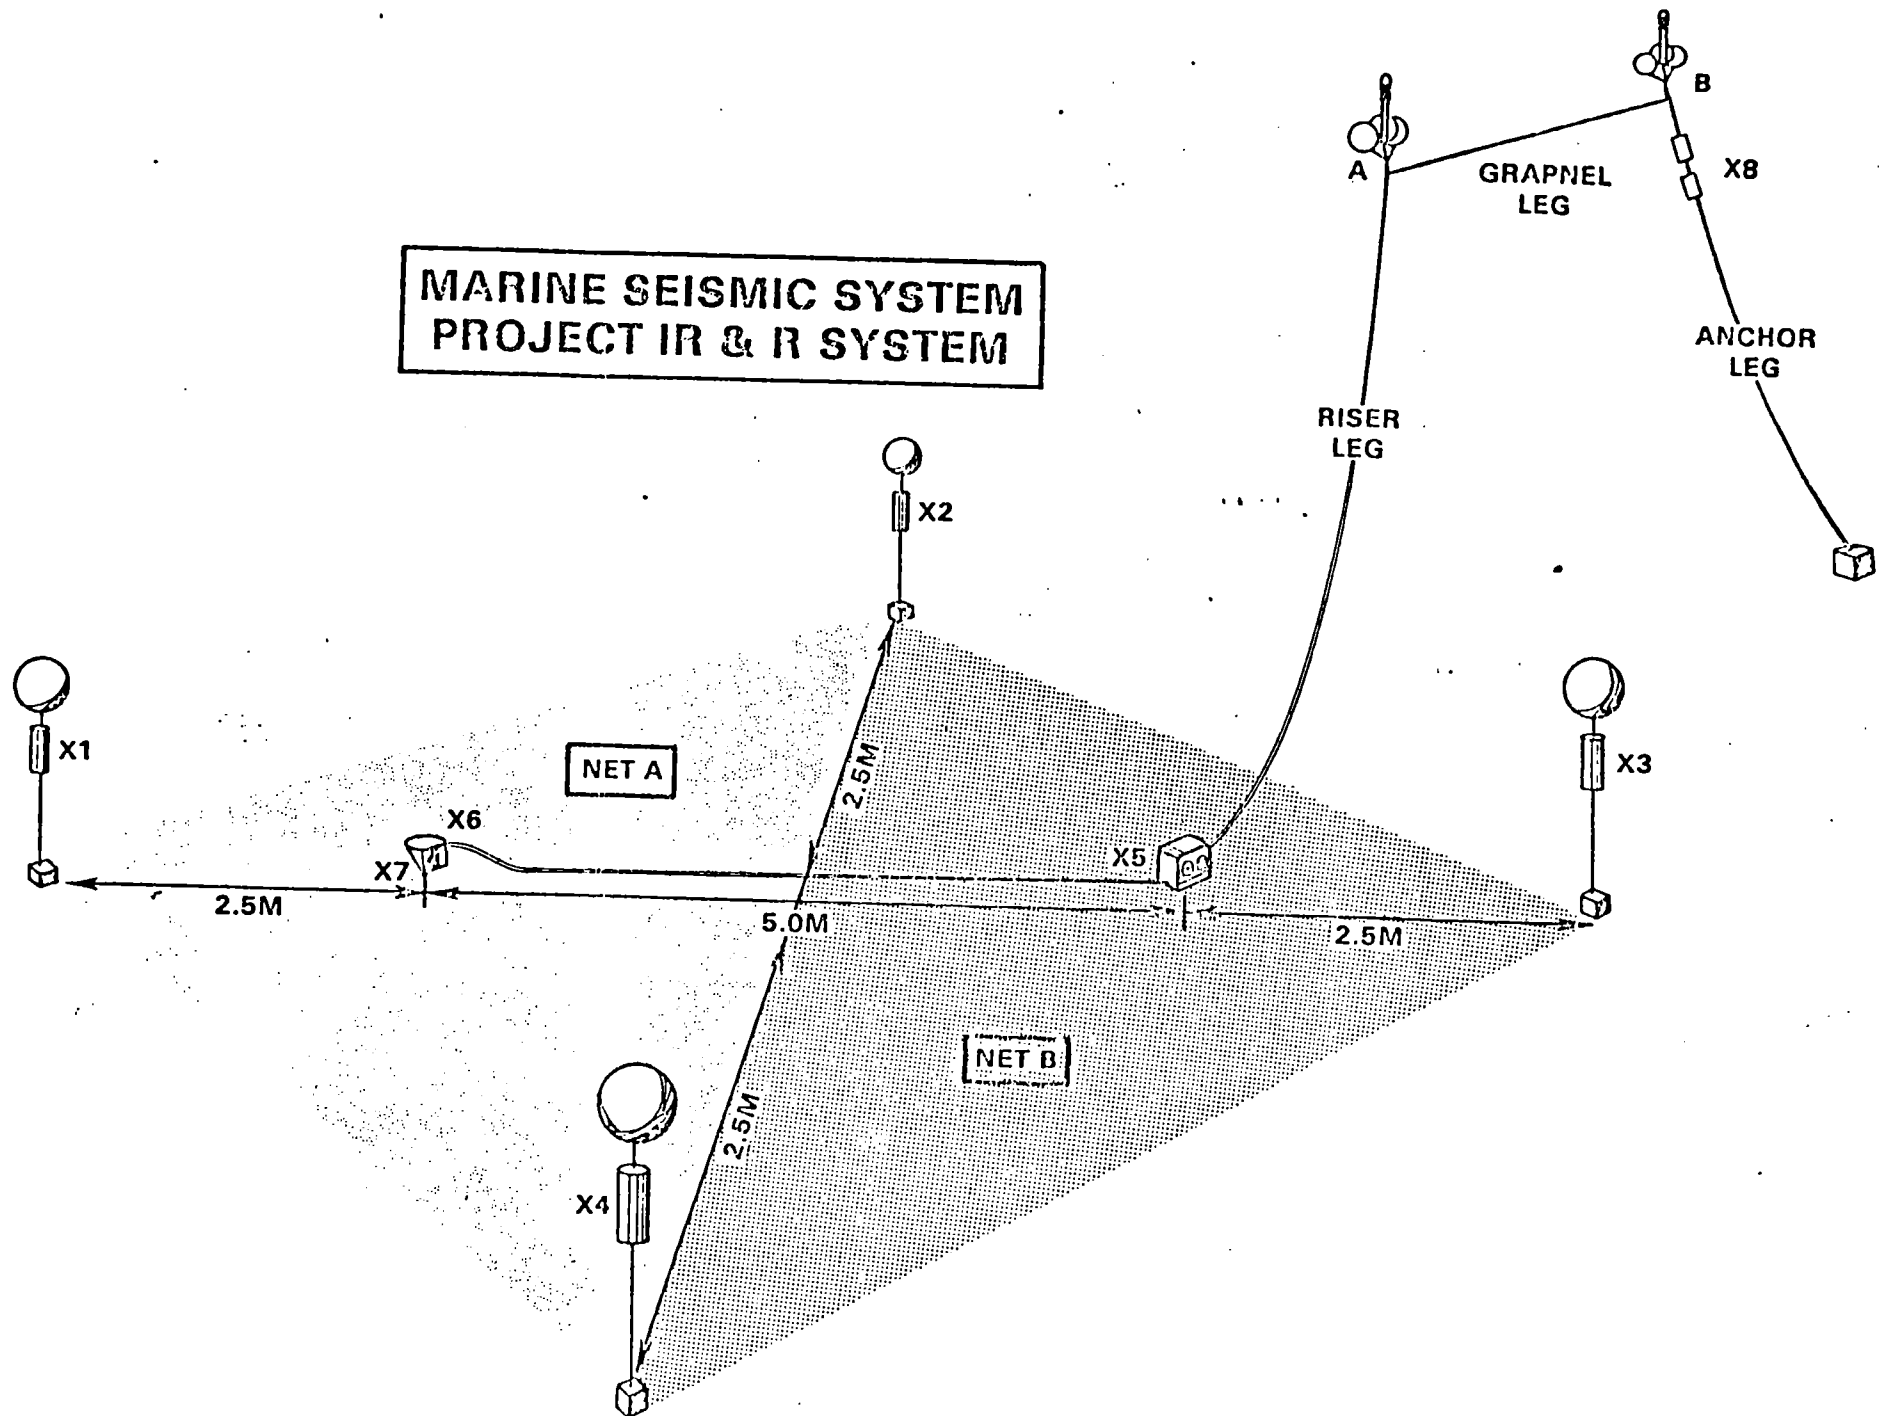 B
A
GRAPNEL
LEG
X8
MARINE SEISMIC SYSTEM
PROJECT IR & R SYSTEM
ANCHOR
LEG
RISER
LEG
X2
X1
NET A
2.5M
X3
X6
X7
X5
2.5M
5.0M
2.5M
NET B
2.5M
X4